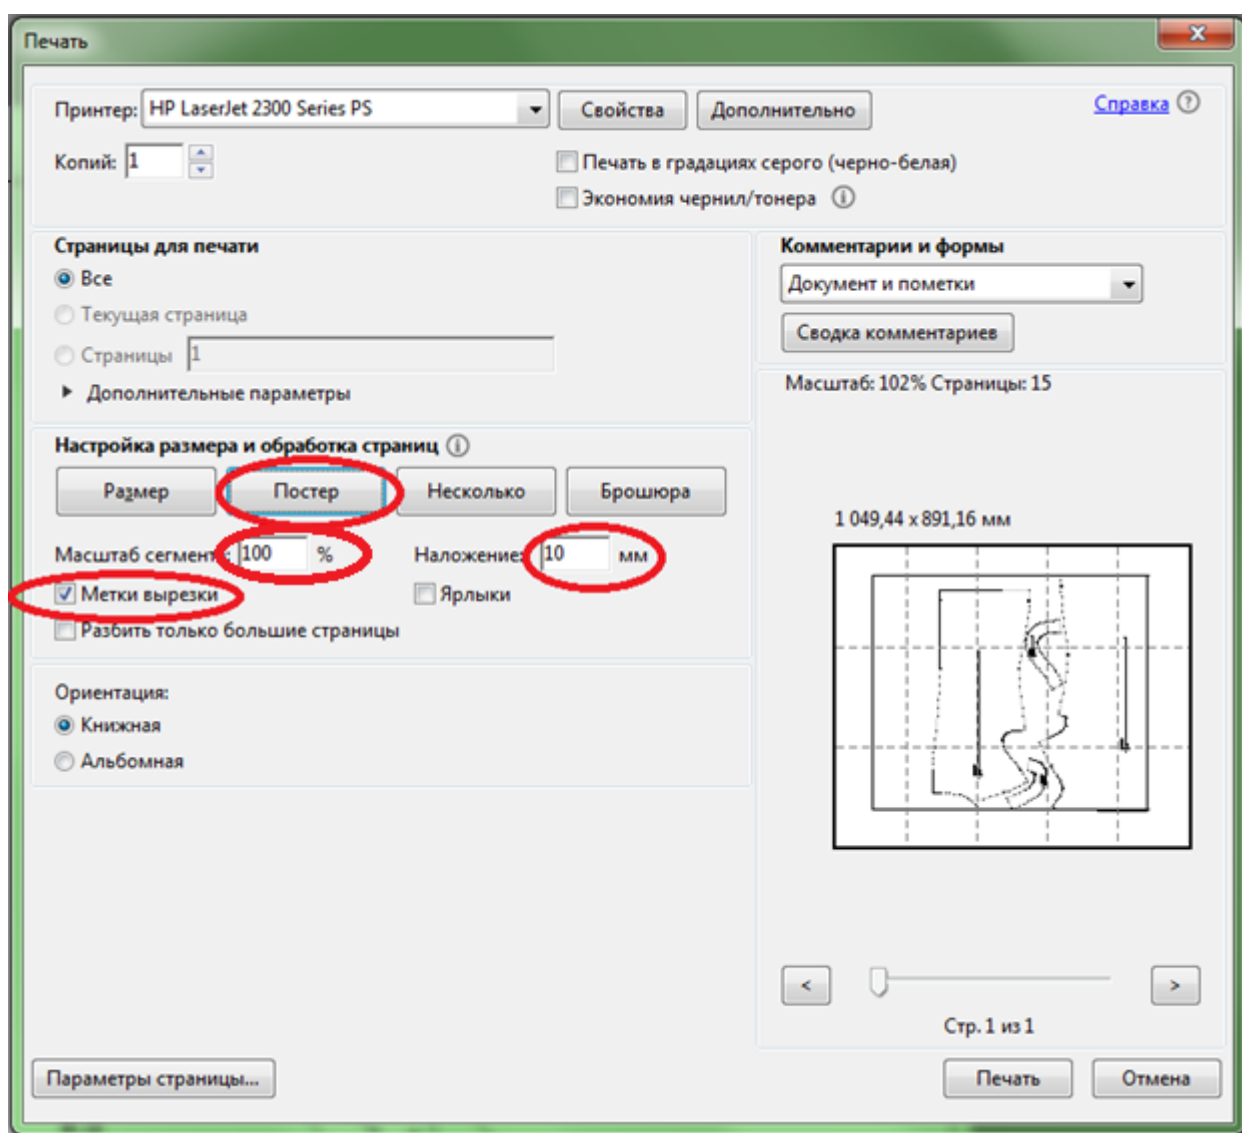 Печать
Принтер: HP LaserJet 2300 Series PS Свойства Дополнительно Справка ?
Копий: 1 Печать в градациях серого (черно-белая)
Экономия чернил/тонера
Страницы для печати
Все
Текущая страница
Страницы 1
Дополнительные параметры
Комментарии и формы
Документ и пометки
Сводка комментариев
Масштаб: 102% Страницы: 15
Настройка размера и обработка страниц
Размер Постер Несколько Брошюра
Масштаб сегмента: 100 % Наложение: 10 мм
Метки вырезки Ярлыки
Разбить только большие страницы
Ориентация:
Книжная
Альбомная
1 049,44 x 891,16 мм
< >
Стр. 1 из 1
Параметры страницы... Печать Отмена